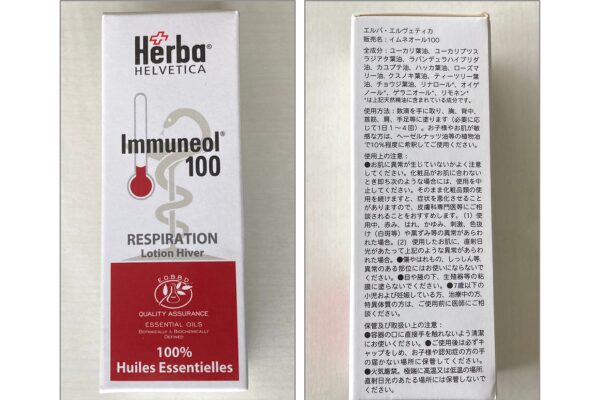 Herba®
HELVETICA
Immuneol®
100
RESPIRATION
Lotion Hiver
E.O.B.B.D.
QUALITY ASSURANCE
ESSENTIAL OILS
BOTANICALLY & BIOCHEMICALLY
DEFINED
100%
Huiles Essentielles
エルバ・エルヴェティカ
販売名：イムネオール100
全成分：ユーカリ葉油、ユーカリプツス
ラジアタ葉油、ラバンデュラハイブリダ
油、カユプテ油、ハッカ葉油、ローズマ
リー油、クスノキ葉油、ティーツリー葉
油、チョウジ葉油、リナロール*、オイゲ
ノール*、ゲラニオール*、リモネン*
*は上記天然精油に含まれている成分です。
使用方法：数滴を手に取り、胸、背中、
首筋、肩、手足等に塗ります（必要に応じ
て1日１～４回）。お子様やお肌が敏
感な方は、ヘーゼルナッツ油等の植物油
で10%程度に希釈してご使用ください。
使用上の注意：
●お肌に異常が生じていないかよく注意
してください。化粧品がお肌に合わない
とき即ち次のような場合には、使用を中
止してください。そのまま化粧品類の使
用を続けますと、症状を悪化させること
がありますので、皮膚科専門医等にご相
談されることをおすすめします。(1）使用
中、赤み、はれ、かゆみ、刺激、色抜
け（白斑等）や黒ずみ等の異常があらわ
れた場合。(2）使用したお肌に、直射日
光があたって上記のような異常があらわ
れた場合。●傷やはれもの、しっしん等、
異常のある部位にはお使いにならないで
ください。●目や腋の下、生殖器等の粘
膜に塗らないでください。●7歳以下の
小児および妊娠している方、治療中の方、
特異体質の方は、ご使用前に医師にご相
談ください。
保管及び取扱い上の注意：
●容器の口に直接手を触れないよう清潔
にお使いください。●ご使用後は必ずキ
ャップをしめ、お子様や認知症の方の手
の届かない場所に保管してください。
●火気厳禁。極端に高温又は低温の場所、
直射日光のあたる場所には保管しないで
ください。